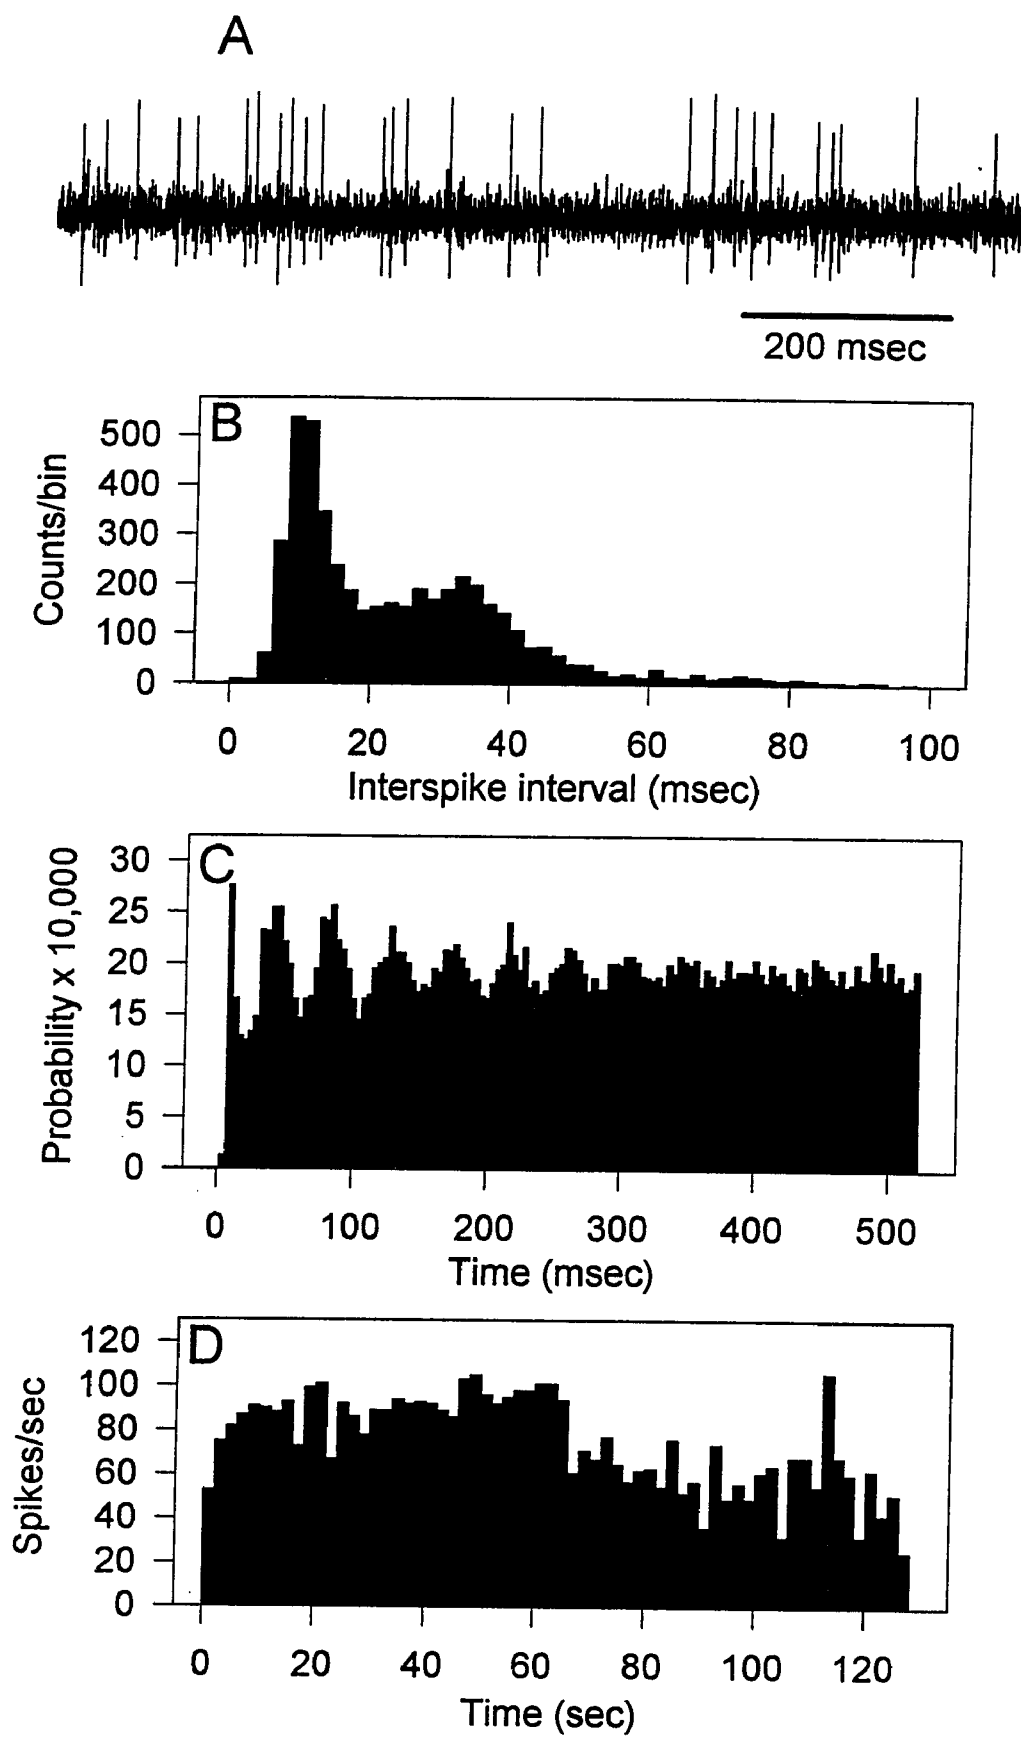 A
200 msec
B
Counts/bin
500
400
300
200
100
0
0 20 40 60 80 100
Interspike interval (msec)
C
Probability x 10,000
30
25
20
15
10
5
0
0 100 200 300 400 500
Time (msec)
D
Spikes/sec
120
100
80
60
40
20
0
0 20 40 60 80 100 120
Time (sec)